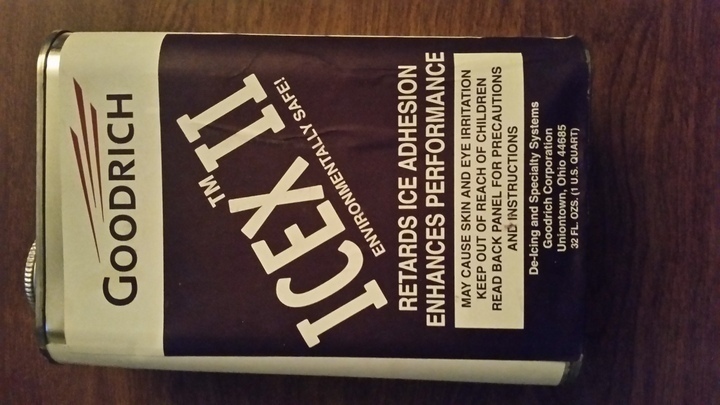 GOODRICH
ICEX™ II
ENVIRONMENTALLY SAFE!
RETARDS ICE ADHESION
ENHANCES PERFORMANCE
MAY CAUSE SKIN AND EYE IRRITATION
KEEP OUT OF REACH OF CHILDREN
READ BACK PANEL FOR PRECAUTIONS
AND INSTRUCTIONS
De-Icing and Specialty Systems
Goodrich Corporation
Uniontown, Ohio 44685
32 FL. OZS. (1 U.S. QUART)